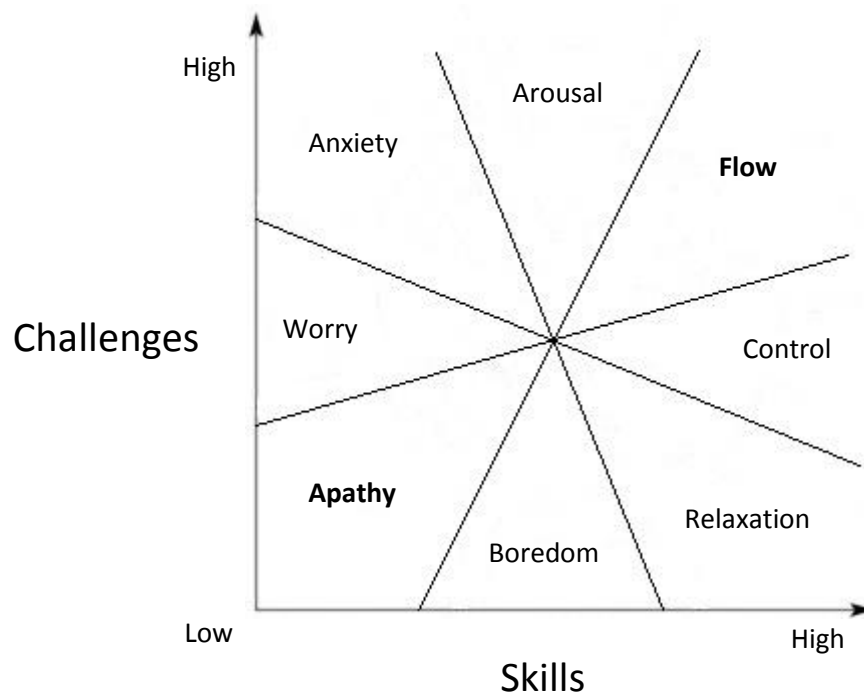 High
Arousal
Anxiety
Flow
Worry
Challenges
Control
Apathy
Relaxation
Boredom
Low
High
Skills